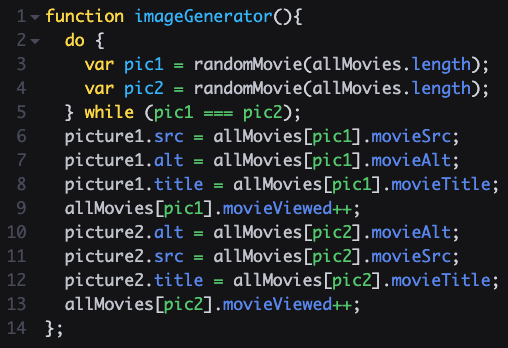 1 function imageGenerator(){
2 do {
3 var pic1 = randomMovie(allMovies.length);
4 var pic2 = randomMovie(allMovies.length);
5 } while (pic1 === pic2);
6 picture1.src = allMovies[pic1].movieSrc;
7 picture1.alt = allMovies[pic1].movieAlt;
8 picture1.title = allMovies[pic1].movieTitle;
9 allMovies[pic1].movieViewed++;
10 picture2.alt = allMovies[pic2].movieAlt;
11 picture2.src = allMovies[pic2].movieSrc;
12 picture2.title = allMovies[pic2].movieTitle;
13 allMovies[pic2].movieViewed++;
14 };